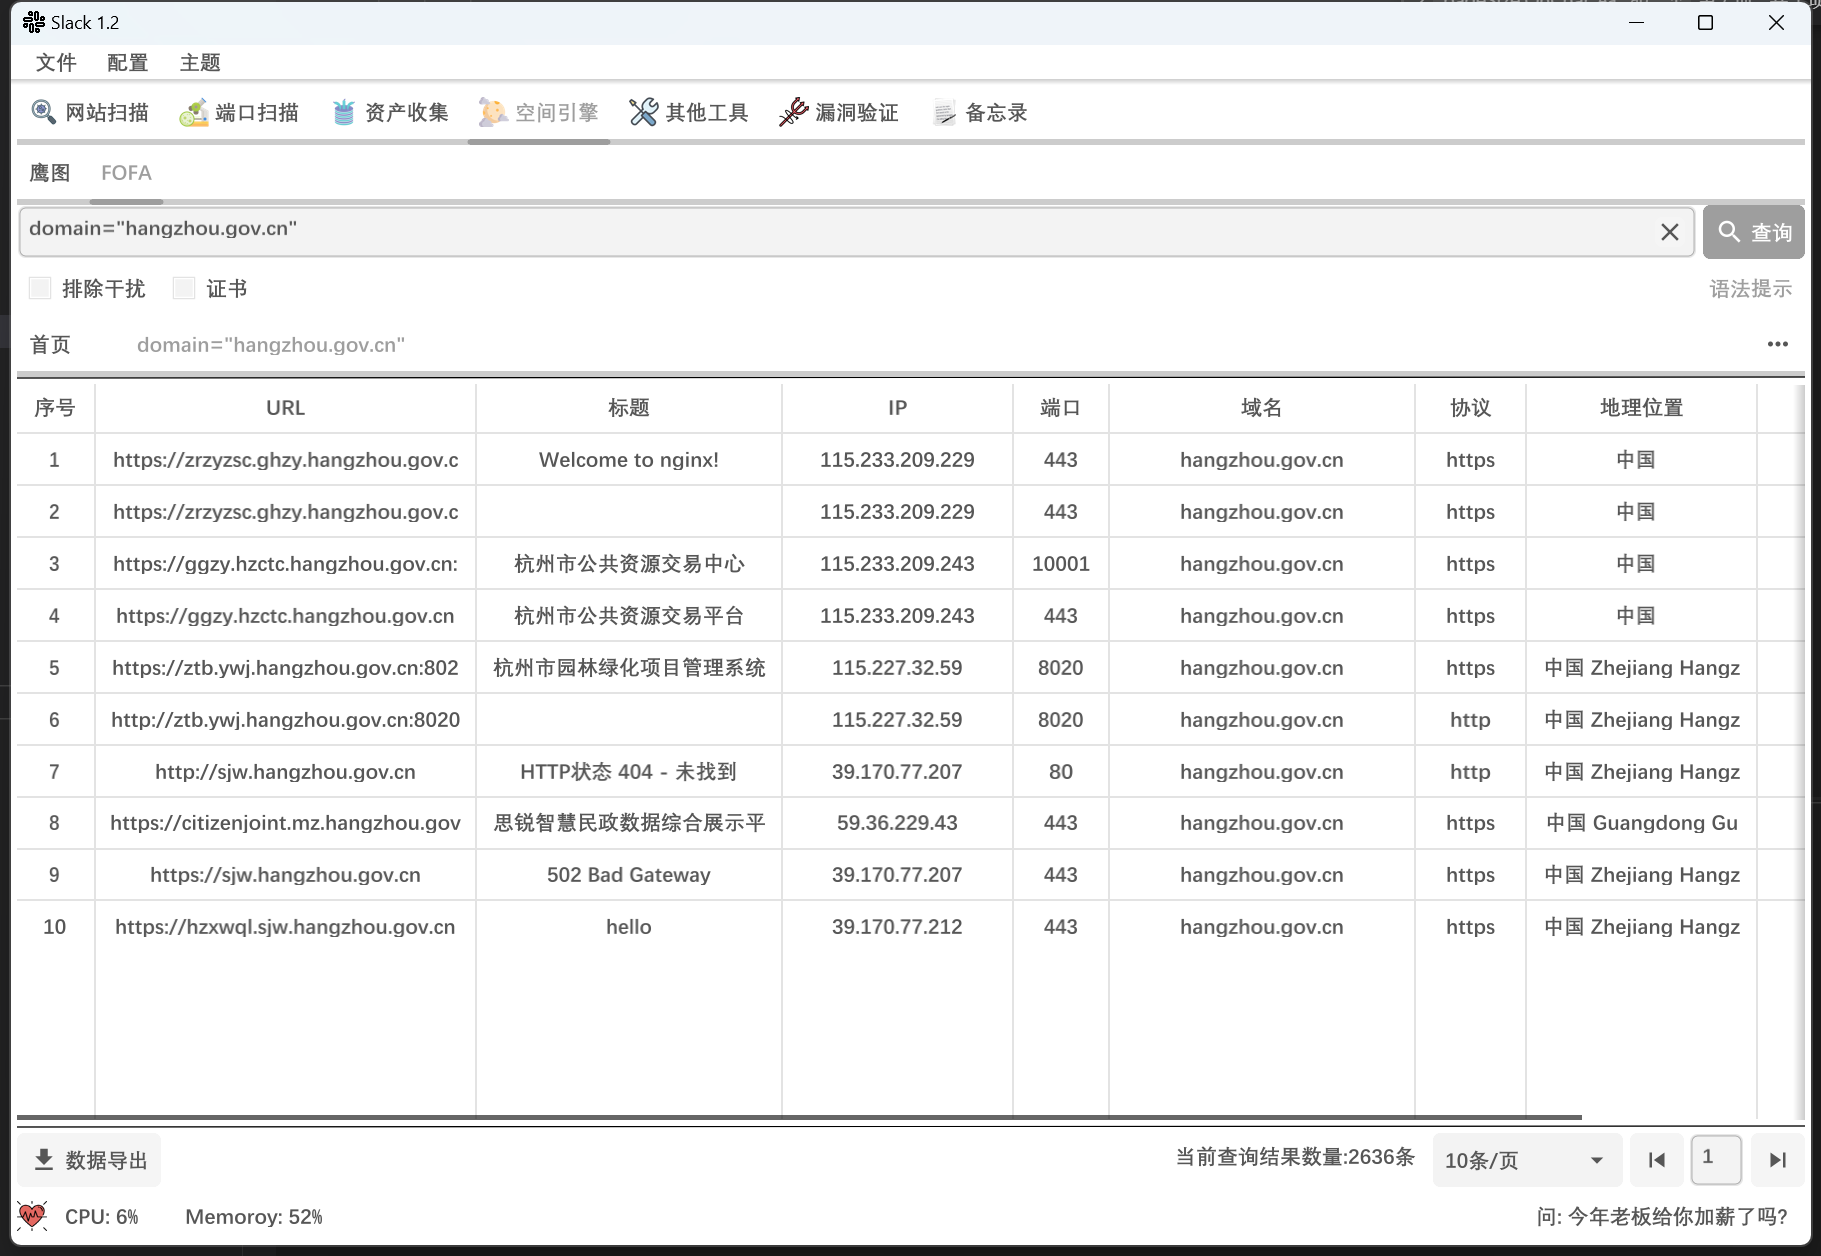 Slack 1.2
文件 配置 主题
网站扫描 端口扫描 资产收集 空间引擎 其他工具 漏洞验证 备忘录
鹰图 FOFA
domain="hangzhou.gov.cn" 查询
排除干扰 证书 语法提示
首页 domain="hangzhou.gov.cn" •••
序号 URL 标题 IP 端口 域名 协议 地理位置
1 https://zrzyzsc.ghzy.hangzhou.gov.c Welcome to nginx! 115.233.209.229 443 hangzhou.gov.cn https 中国
2 https://zrzyzsc.ghzy.hangzhou.gov.c 115.233.209.229 443 hangzhou.gov.cn https 中国
3 https://ggzy.hzctc.hangzhou.gov.cn: 杭州市公共资源交易中心 115.233.209.243 10001 hangzhou.gov.cn https 中国
4 https://ggzy.hzctc.hangzhou.gov.cn 杭州市公共资源交易平台 115.233.209.243 443 hangzhou.gov.cn https 中国
5 https://ztb.ywj.hangzhou.gov.cn:802 杭州市园林绿化项目管理系统 115.227.32.59 8020 hangzhou.gov.cn https 中国 Zhejiang Hangz
6 http://ztb.ywj.hangzhou.gov.cn:8020 115.227.32.59 8020 hangzhou.gov.cn http 中国 Zhejiang Hangz
7 http://sjw.hangzhou.gov.cn HTTP状态 404 - 未找到 39.170.77.207 80 hangzhou.gov.cn http 中国 Zhejiang Hangz
8 https://citizenjoint.mz.hangzhou.gov 思锐智慧民政数据综合展示平 59.36.229.43 443 hangzhou.gov.cn https 中国 Guangdong Gu
9 https://sjw.hangzhou.gov.cn 502 Bad Gateway 39.170.77.207 443 hangzhou.gov.cn https 中国 Zhejiang Hangz
10 https://hzxwql.sjw.hangzhou.gov.cn hello 39.170.77.212 443 hangzhou.gov.cn https 中国 Zhejiang Hangz
数据导出 当前查询结果数量:2636条 10条/页 1
CPU: 6% Memoroy: 52% 问: 今年老板给你加薪了吗?